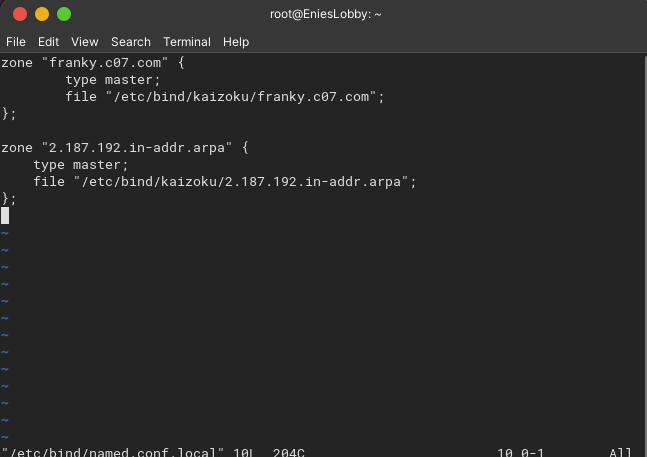 root@EniesLobby: ~
File Edit View Search Terminal Help
zone "franky.c07.com" {
        type master;
        file "/etc/bind/kaizoku/franky.c07.com";
};

zone "2.187.192.in-addr.arpa" {
    type master;
    file "/etc/bind/kaizoku/2.187.192.in-addr.arpa";
};
~
~
~
~
~
~
~
~
~
~
~
~
~
"/etc/bind/named.conf.local" 10L, 204C 10,0-1 All